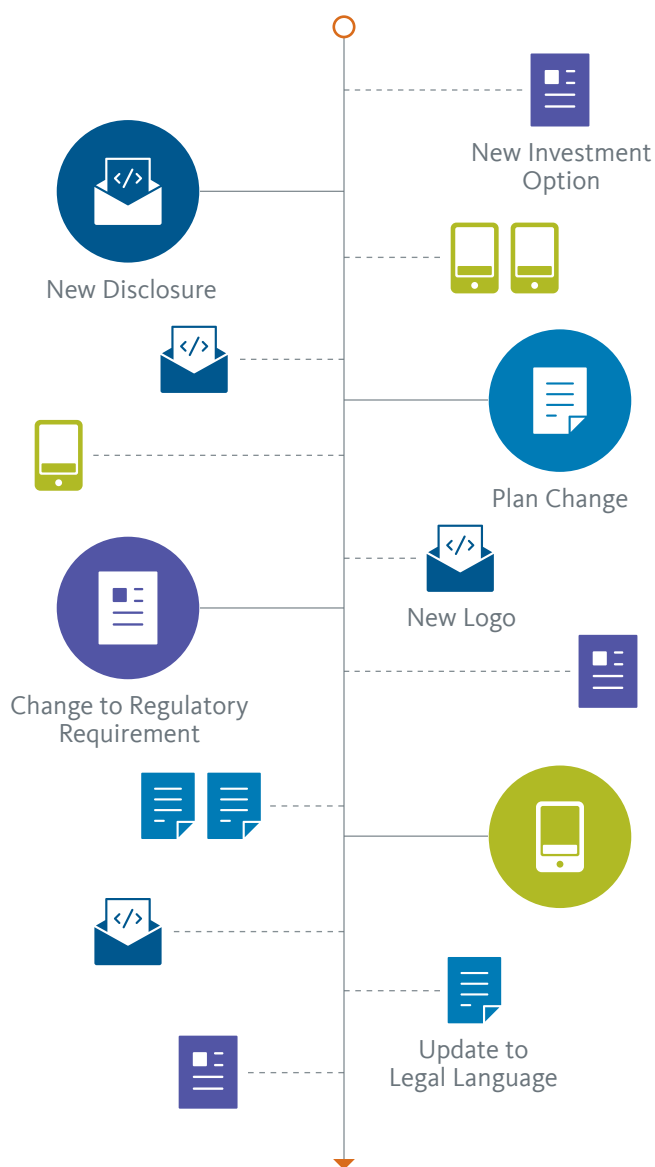 New Investment
Option
New Disclosure
</>
</>
Plan Change
</>
New Logo
Change to Regulatory
Requirement
</>
Update to
Legal Language